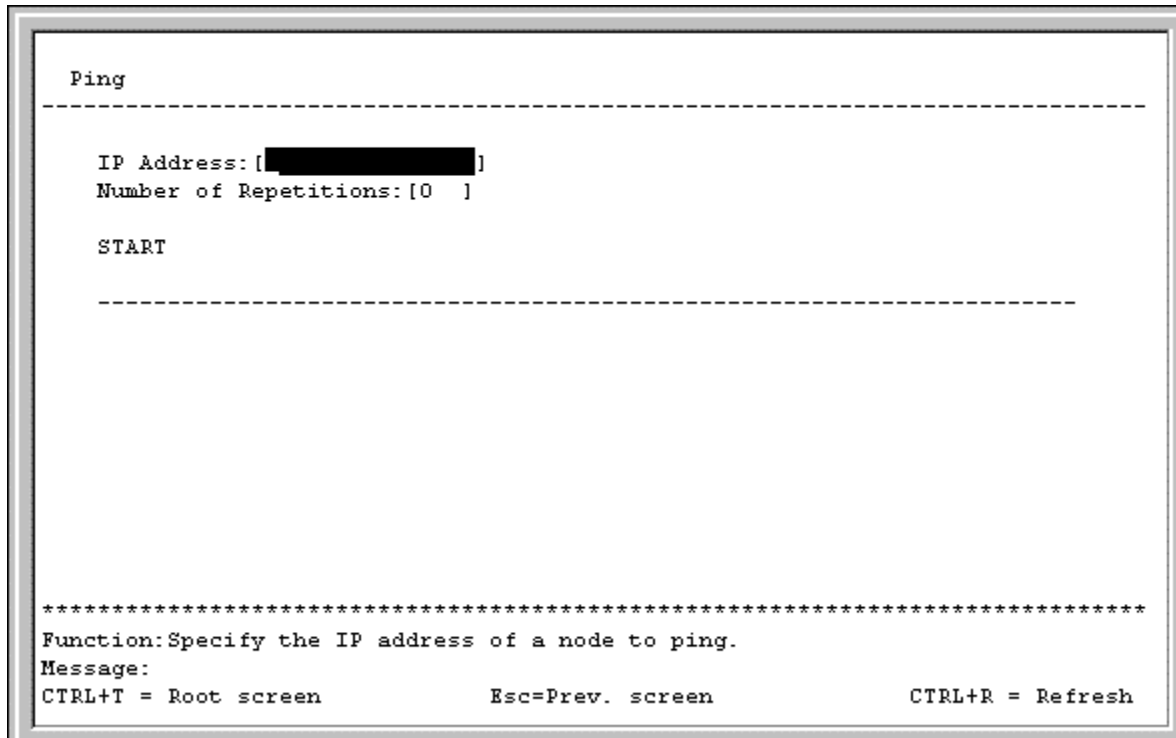 Ping
-------------------------------------------------------------------------------
IP Address:[               ]
Number of Repetitions:[0  ]
START
----------------------------------------------------------------------
*******************************************************************************
Function:Specify the IP address of a node to ping.
Message:
CTRL+T = Root screen            Esc=Prev. screen              CTRL+R = Refresh